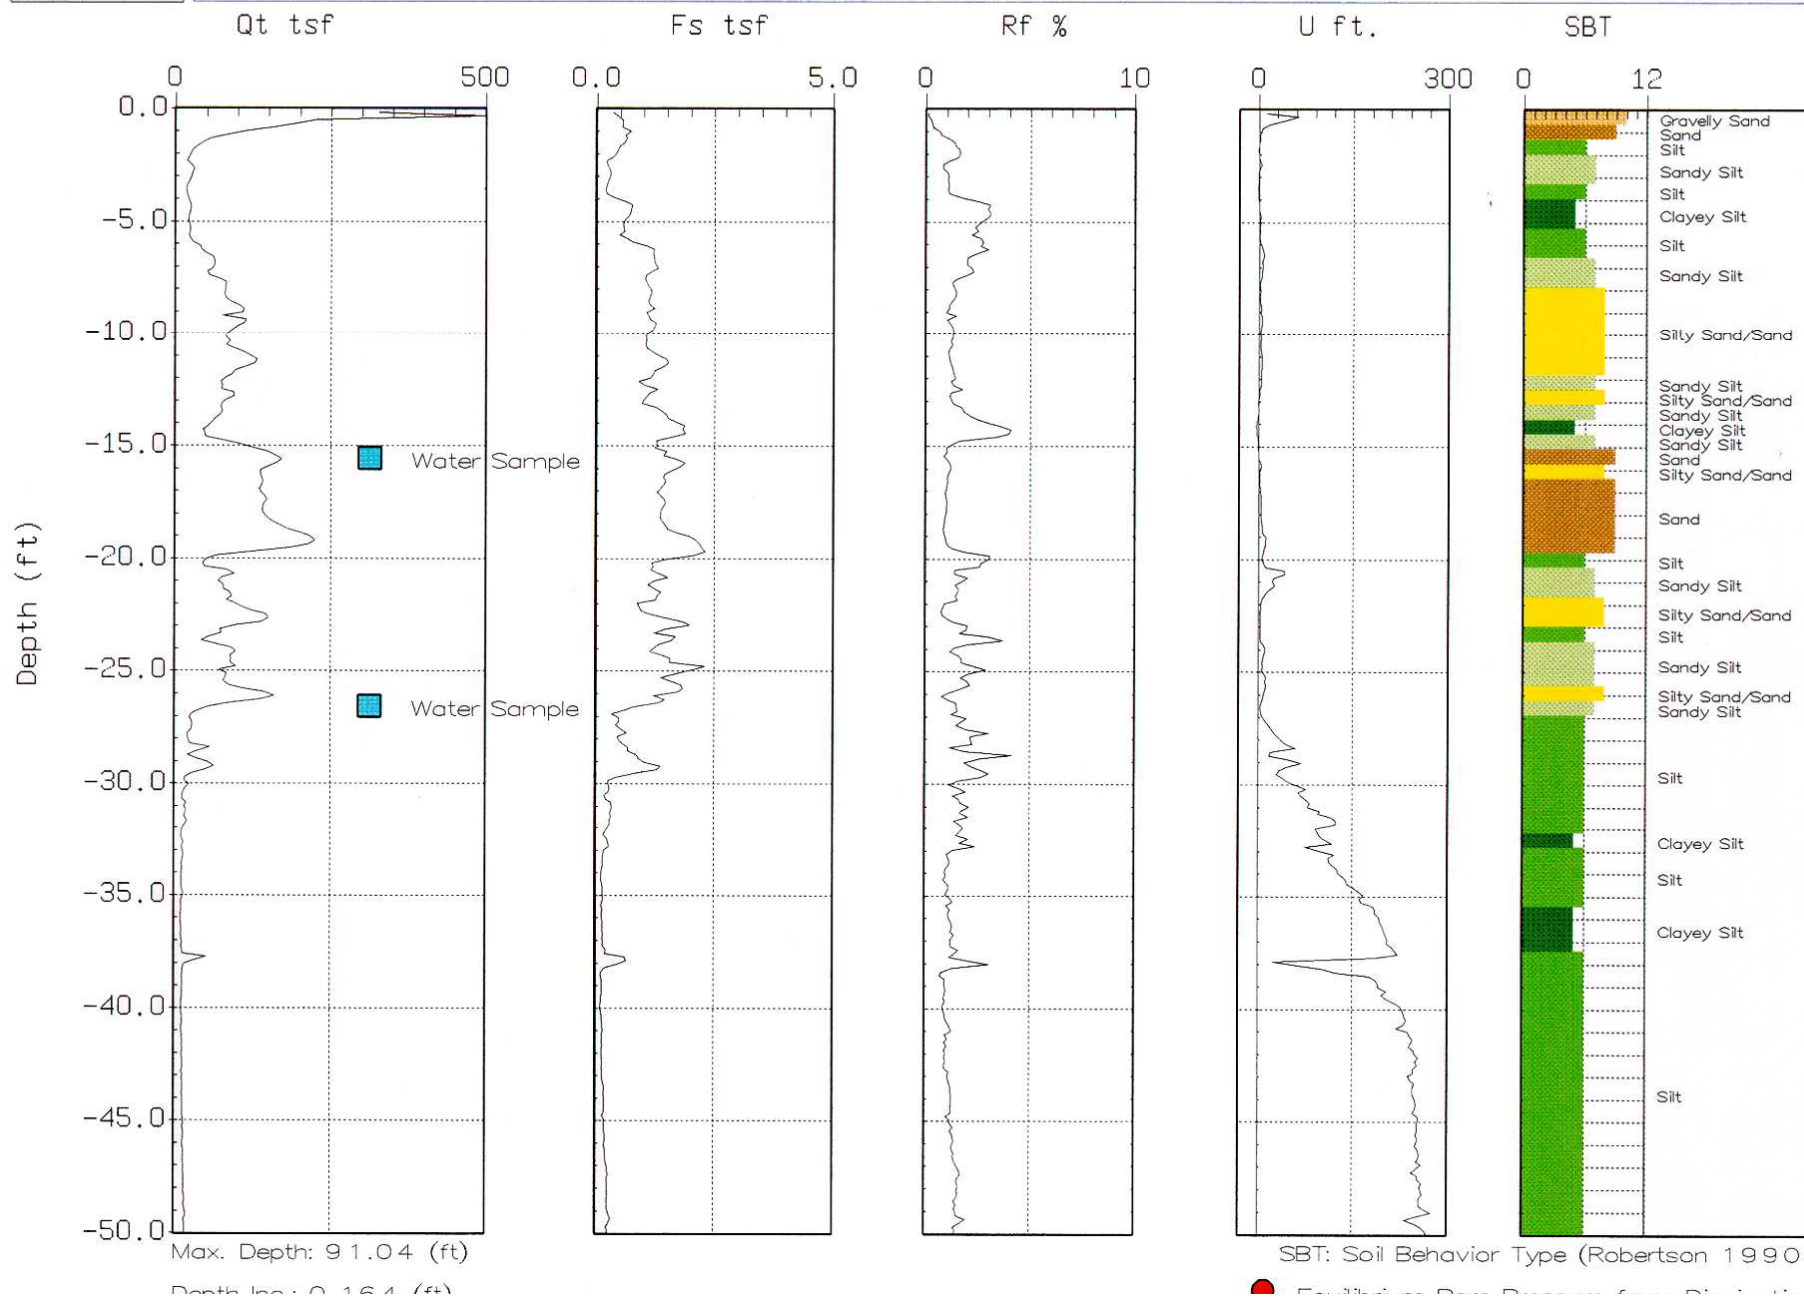 Qt tsf Fs tsf Rf % U ft. SBT
0 500 0.0 5.0 0 10 0 300 0 12
0.0
-5.0
-10.0
-15.0
-20.0
-25.0
-30.0
-35.0
-40.0
-45.0
-50.0
Depth (ft)
Water Sample
Water Sample
Gravelly Sand
Sand
Silt
Sandy Silt
Silt
Clayey Silt
Silt
Sandy Silt
Silty Sand/Sand
Sandy Silt
Silty Sand/Sand
Sandy Silt
Clayey Silt
Sandy Silt
Sand
Silty Sand/Sand
Sand
Silt
Sandy Silt
Silty Sand/Sand
Silt
Sandy Silt
Silty Sand/Sand
Sandy Silt
Silt
Clayey Silt
Silt
Clayey Silt
Silt
Max. Depth: 91.04 (ft)
SBT: Soil Behavior Type (Robertson 1990
Depth Inc.: 0.164 (ft)